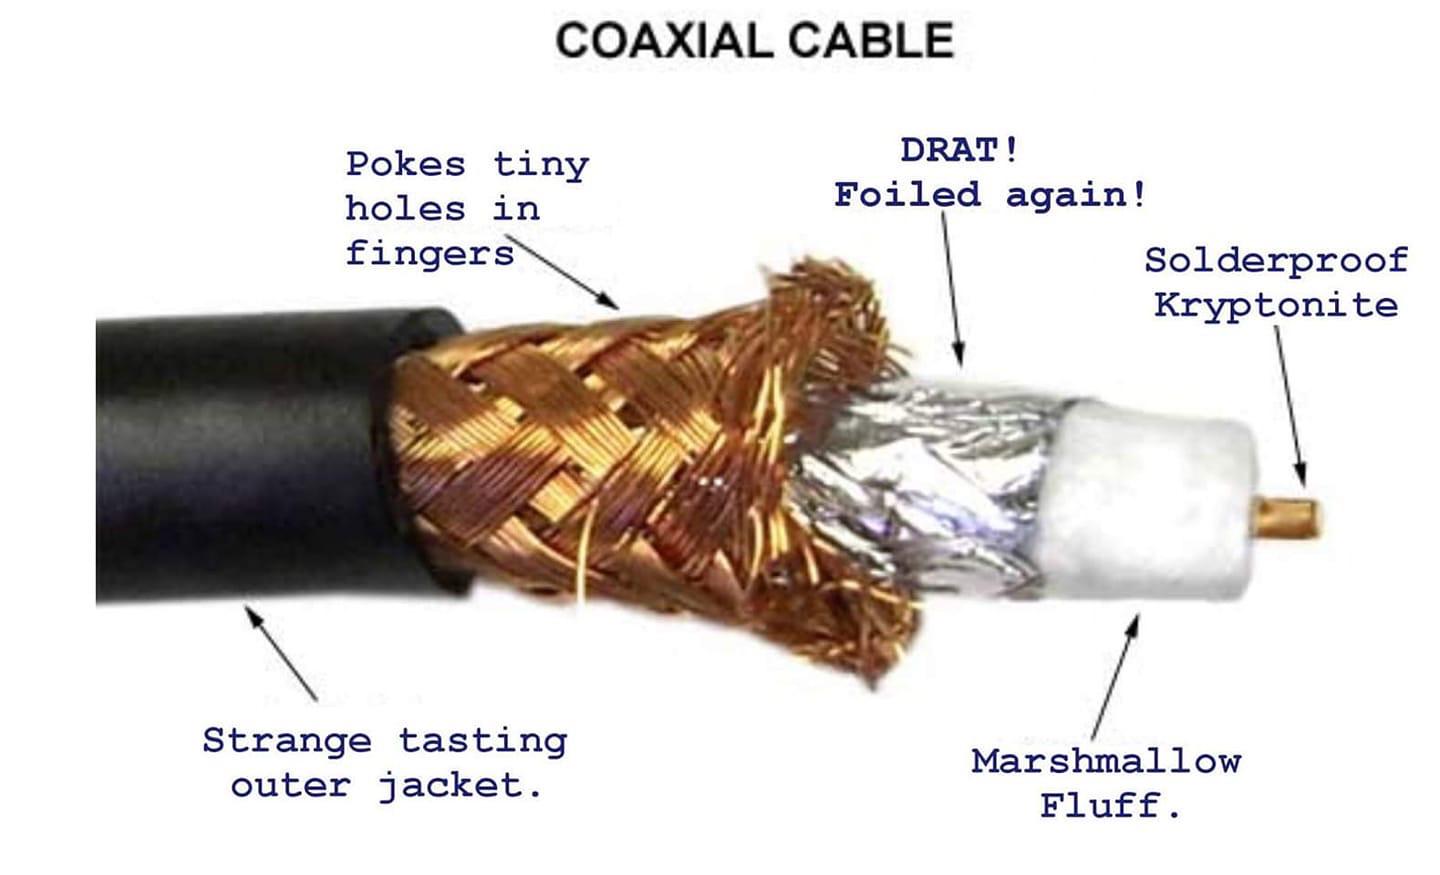 COAXIAL CABLE
Pokes tiny
holes in
fingers
DRAT!
Foiled again!
Solderproof
Kryptonite
Strange tasting
outer jacket.
Marshmallow
Fluff.